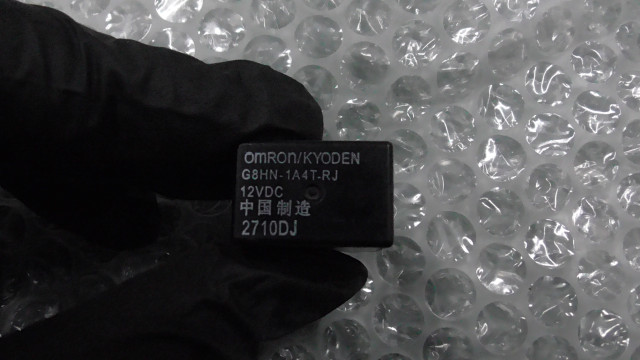 omRon/KYODEN
G8HN-1A4T-RJ
12VDC
中国制造
2710DJ